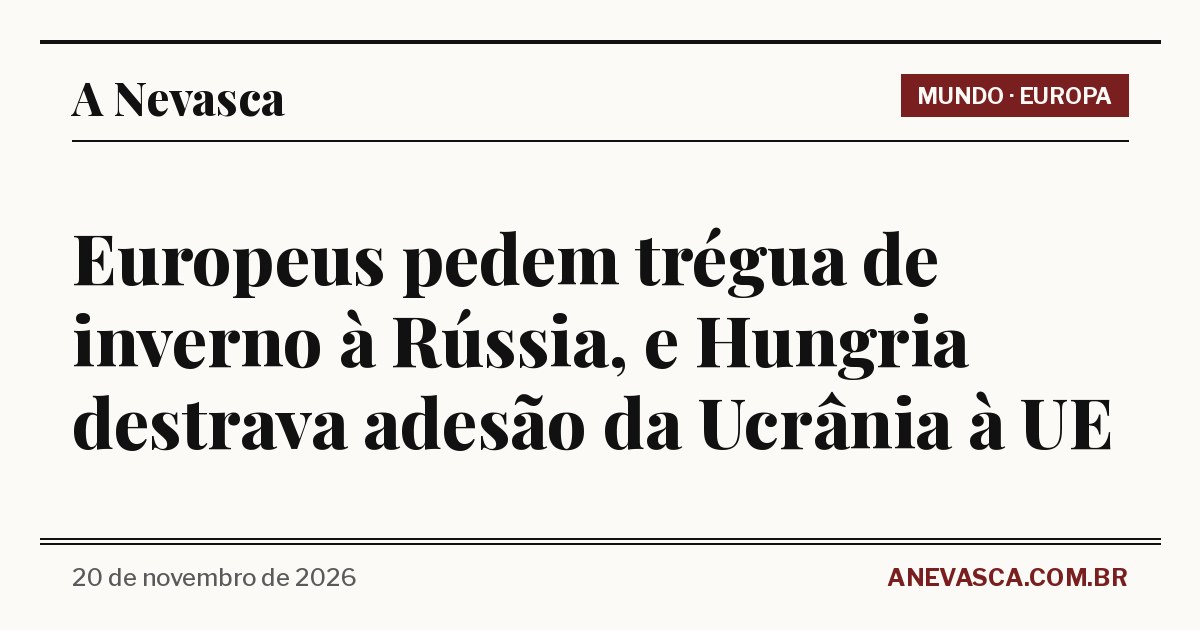 A Nevasca
MUNDO · EUROPA
Europeus pedem trégua de
inverno à Rússia, e Hungria
destrava adesão da Ucrânia à UE
20 de novembro de 2026
ANEVASCA.COM.BR